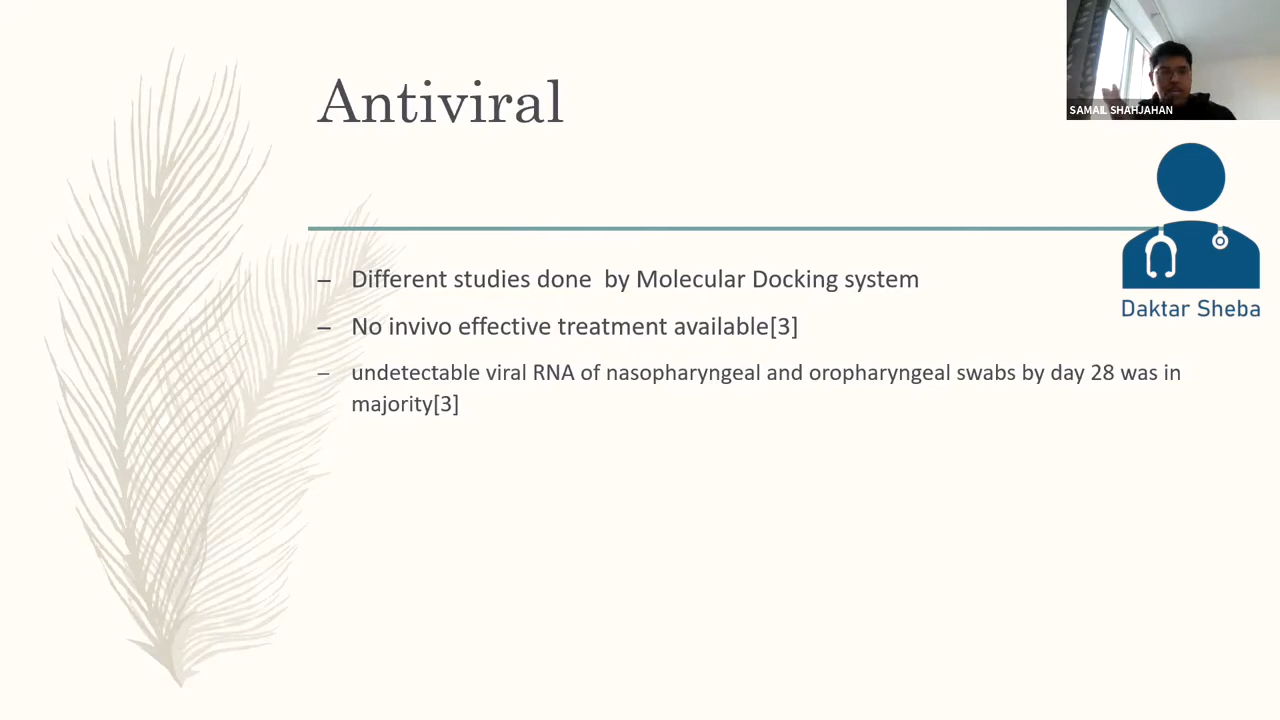 Antiviral
SAMAIL SHAHJAHAN
– Different studies done  by Molecular Docking system
Daktar Sheba
– No invivo effective treatment available[3]
– undetectable viral RNA of nasopharyngeal and oropharyngeal swabs by day 28 was in
majority[3]